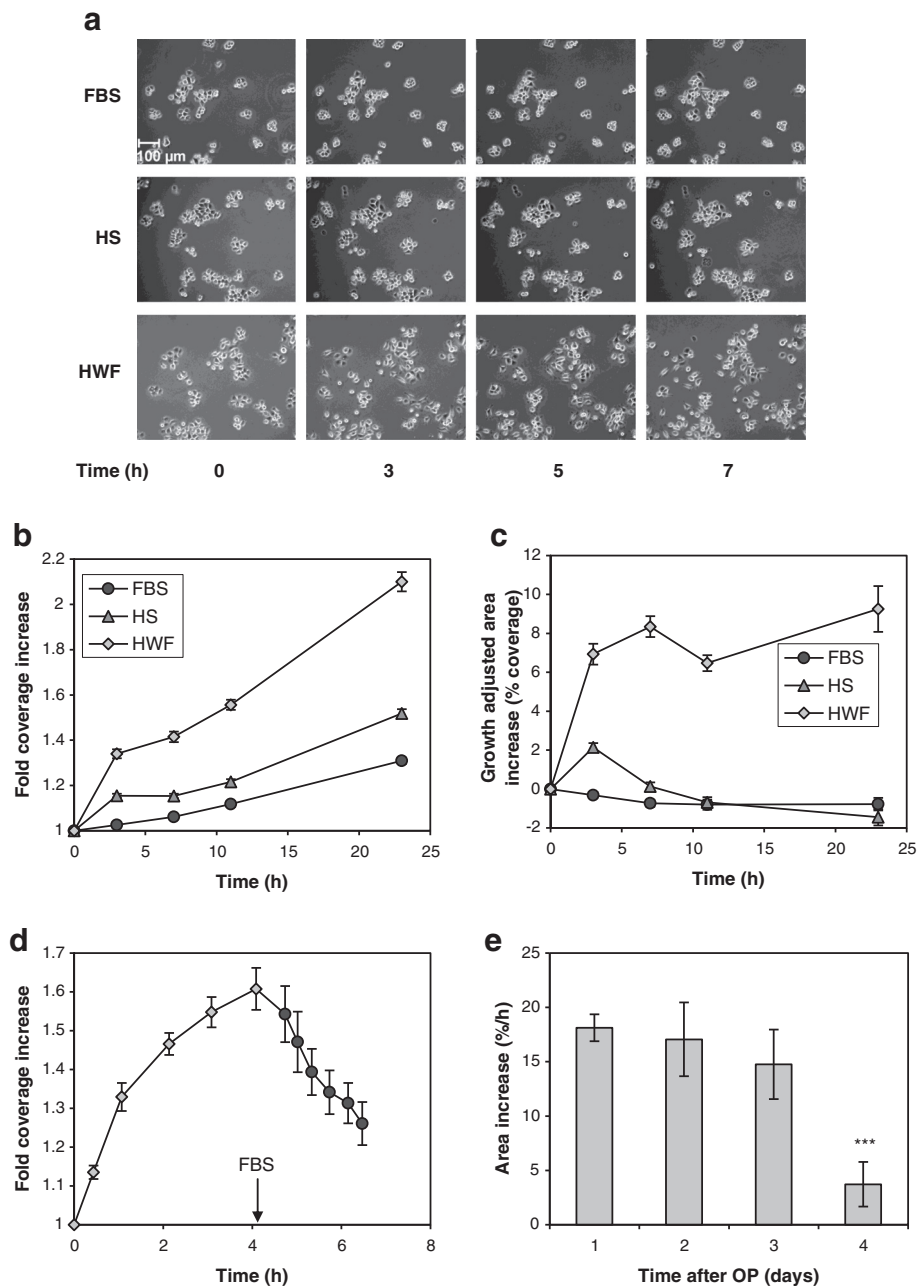 a
FBS
100 µm
HS
HWF
Time (h) 0 3 5 7
b
Fold coverage increase
2.2
2
1.8
1.6
1.4
1.2
1
FBS
HS
HWF
0 5 10 15 20 25
Time (h)
c
Growth adjusted area
increase (% coverage)
12
10
8
6
4
2
0
-2
FBS
HS
HWF
0 5 10 15 20 25
Time (h)
d
Fold coverage increase
1.7
1.6
1.5
1.4
1.3
1.2
1.1
1
FBS
0 2 4 6 8
Time (h)
e
Area increase (%/h)
25
20
15
10
5
0
***
1 2 3 4
Time after OP (days)